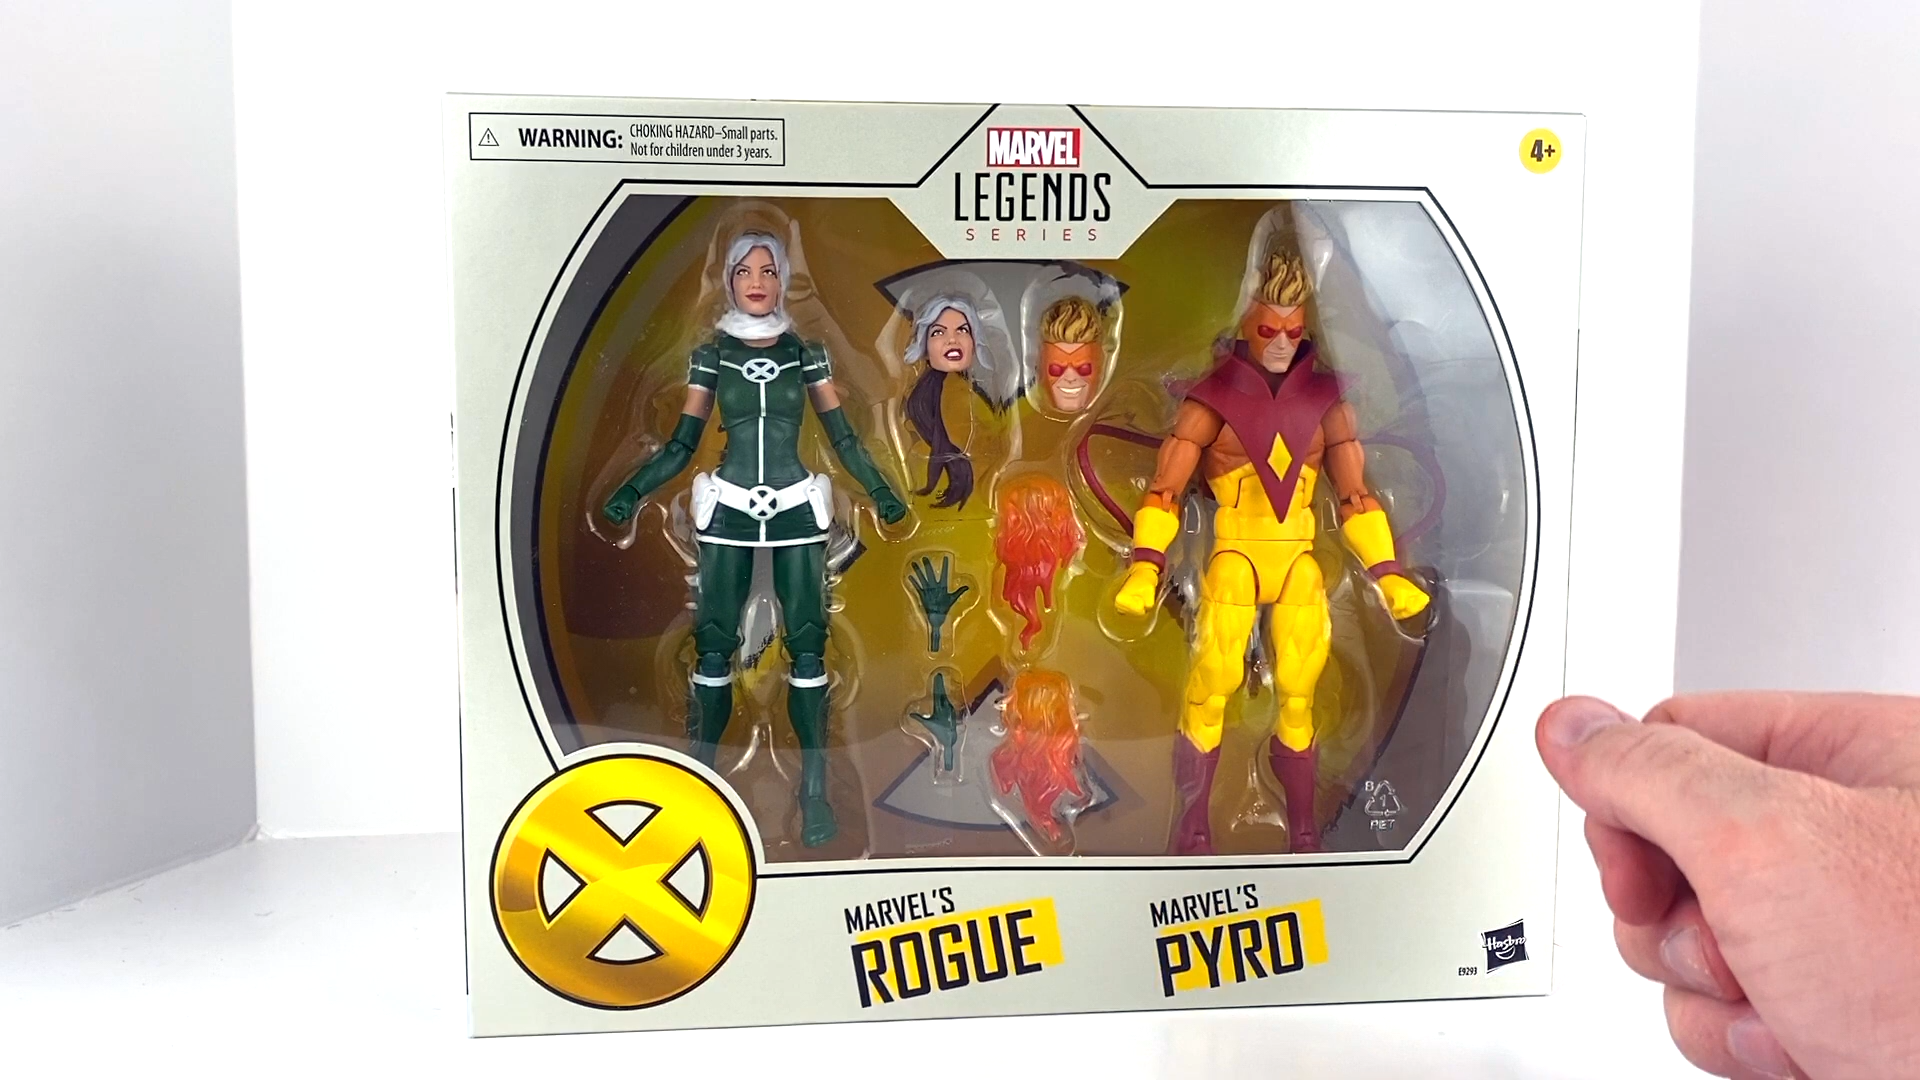 WARNING: CHOKING HAZARD–Small parts.
Not for children under 3 years.
MARVEL
LEGENDS
SERIES
4+
B
1
PET
MARVEL'S
ROGUE
MARVEL'S
PYRO
E9293
Hasbro